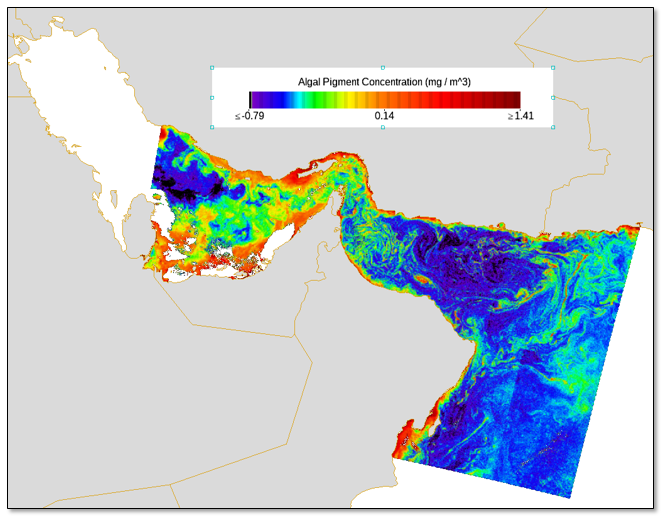 Algal Pigment Concentration (mg / m^3)
≤ -0.79 0.14 ≥ 1.41